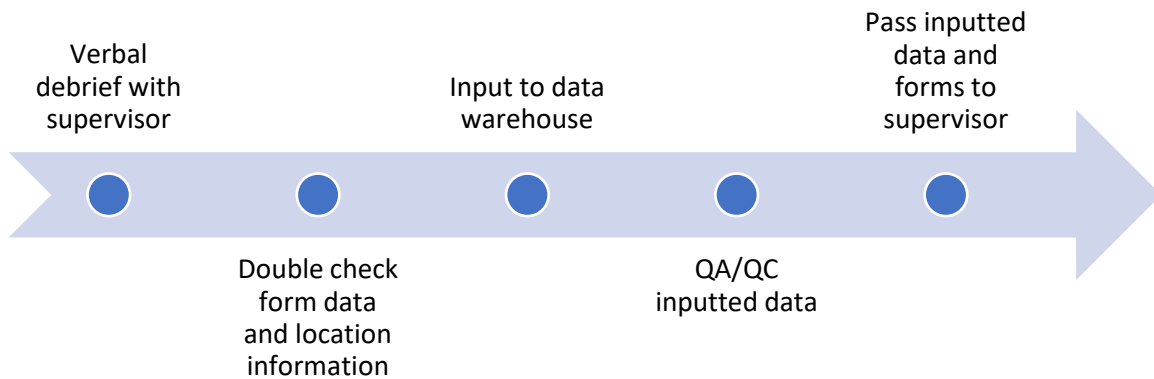 Verbal
debrief with
supervisor
Double check
form data
and location
information
Input to data
warehouse
QA/QC
inputted data
Pass inputted
data and
forms to
supervisor